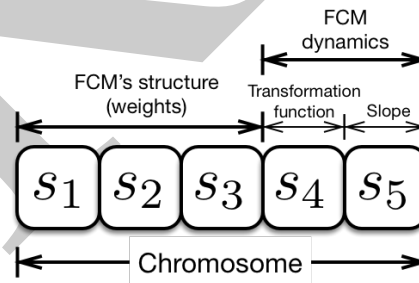 FCM
dynamics
FCM's structure
(weights)
Transformation
function
Slope
s1 s2 s3 s4 s5
Chromosome